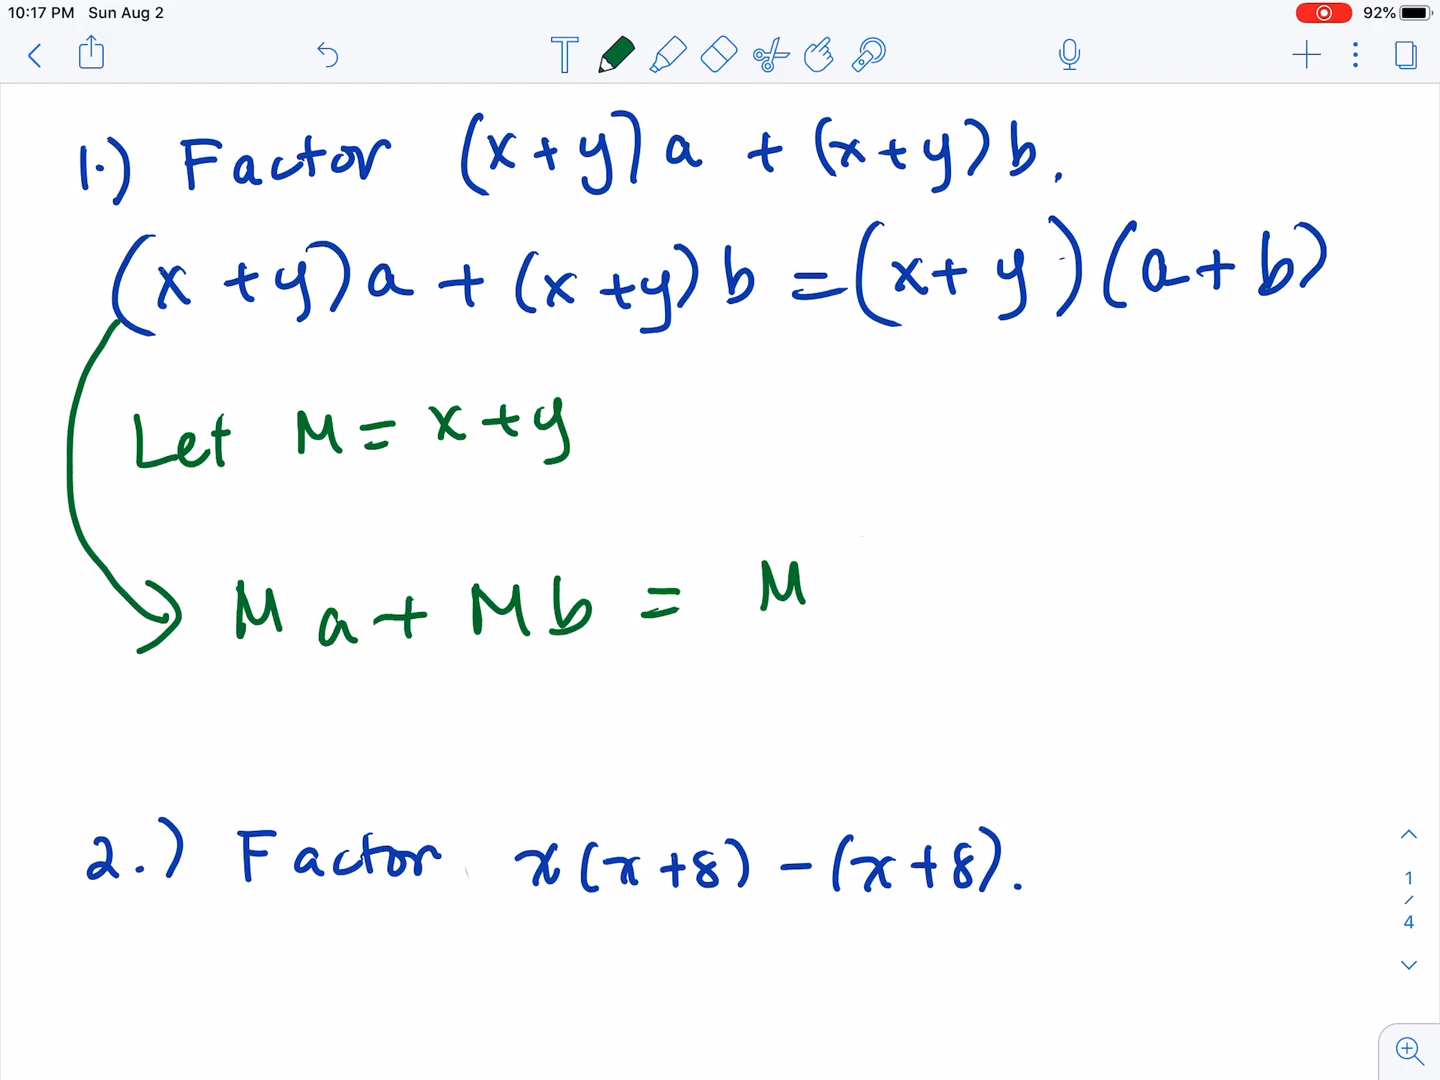 10:17 PM Sun Aug 2 92%
T
1.) Factor (x+y)a + (x+y)b.
(x+y)a + (x+y)b = (x+y)(a+b)
Let M = x+y
Ma + Mb = M
2.) Factor x(x+8) - (x+8).
1
/
4